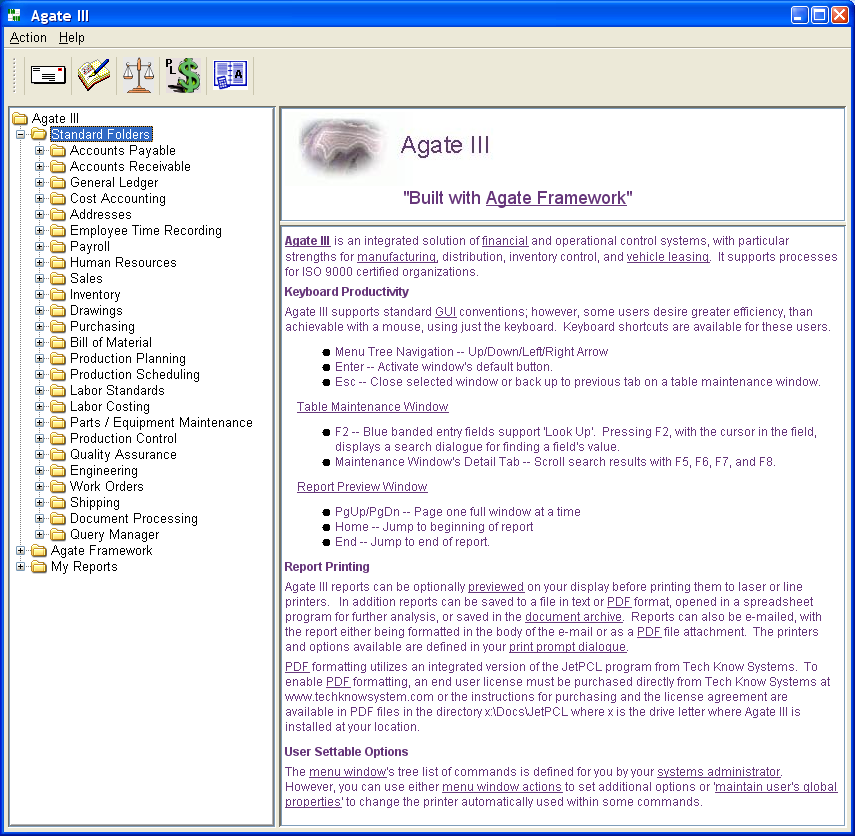 Agate III
Action Help
P L $ A
Agate III
Standard Folders
Accounts Payable
Accounts Receivable
General Ledger
Cost Accounting
Addresses
Employee Time Recording
Payroll
Human Resources
Sales
Inventory
Drawings
Purchasing
Bill of Material
Production Planning
Production Scheduling
Labor Standards
Labor Costing
Parts / Equipment Maintenance
Production Control
Quality Assurance
Engineering
Work Orders
Shipping
Document Processing
Query Manager
Agate Framework
My Reports
Agate III
"Built with Agate Framework"
Agate III is an integrated solution of financial and operational control systems, with particular
strengths for manufacturing, distribution, inventory control, and vehicle leasing. It supports processes
for ISO 9000 certified organizations.
Keyboard Productivity
Agate III supports standard GUI conventions; however, some users desire greater efficiency, than
achievable with a mouse, using just the keyboard. Keyboard shortcuts are available for these users.
● Menu Tree Navigation -- Up/Down/Left/Right Arrow
● Enter -- Activate window's default button.
● Esc -- Close selected window or back up to previous tab on a table maintenance window.
Table Maintenance Window
● F2 -- Blue banded entry fields support 'Look Up'. Pressing F2, with the cursor in the field,
displays a search dialogue for finding a field's value.
● Maintenance Window's Detail Tab -- Scroll search results with F5, F6, F7, and F8.
Report Preview Window
● PgUp/PgDn -- Page one full window at a time
● Home -- Jump to beginning of report
● End -- Jump to end of report.
Report Printing
Agate III reports can be optionally previewed on your display before printing them to laser or line
printers. In addition reports can be saved to a file in text or PDF format, opened in a spreadsheet
program for further analysis, or saved in the document archive. Reports can also be e-mailed, with
the report either being formatted in the body of the e-mail or as a PDF file attachment. The printers
and options available are defined in your print prompt dialogue.
PDF formatting utilizes an integrated version of the JetPCL program from Tech Know Systems. To
enable PDF formatting, an end user license must be purchased directly from Tech Know Systems at
www.techknowsystem.com or the instructions for purchasing and the license agreement are
available in PDF files in the directory x:\Docs\JetPCL where x is the drive letter where Agate III is
installed at your location.
User Settable Options
The menu window's tree list of commands is defined for you by your systems administrator.
However, you can use either menu window actions to set additional options or 'maintain user's global
properties' to change the printer automatically used within some commands.